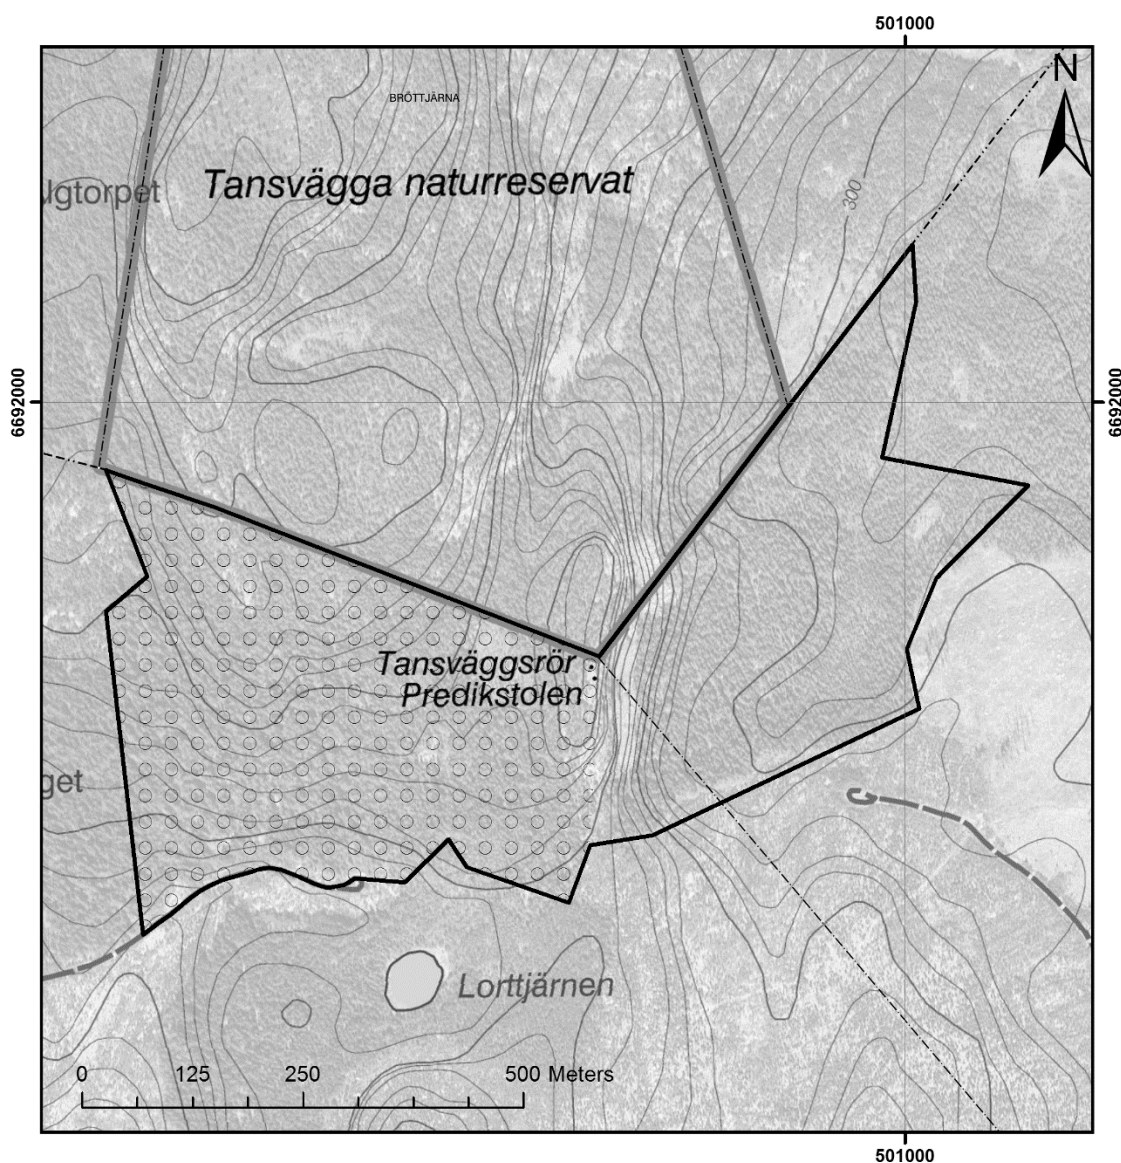 501000
N
BRÖTTJÄRNA
Tansvägga naturreservat
300
6692000
6692000
Tansväggsrör
Predikstolen
get
Lorttjärnen
0 125 250 500 Meters
501000